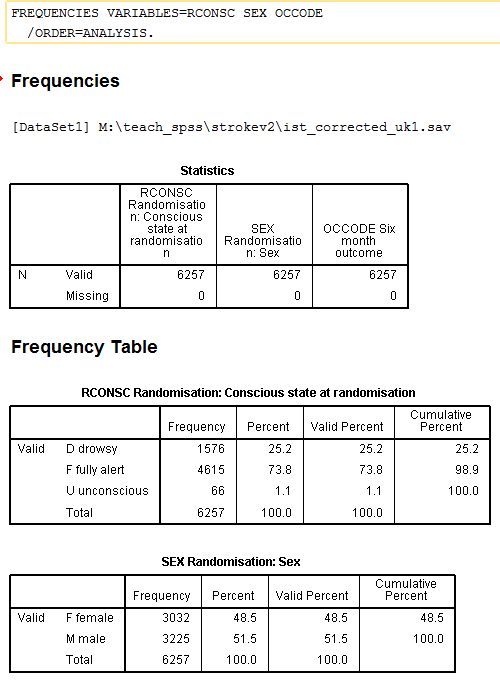 FREQUENCIES VARIABLES=RCONSC SEX OCCODE
/ORDER=ANALYSIS.
Frequencies
[DataSet1] M:\teach_spss\strokev2\ist_corrected_uk1.sav
Statistics
RCONSC
Randomisatio
n: Conscious
state at
randomisatio
n
SEX
Randomisatio
n: Sex
OCCODE Six
month
outcome
N Valid 6257 6257 6257
Missing 0 0 0
Frequency Table
RCONSC Randomisation: Conscious state at randomisation
Frequency Percent Valid Percent Cumulative
Percent
Valid D drowsy 1576 25.2 25.2 25.2
F fully alert 4615 73.8 73.8 98.9
U unconscious 66 1.1 1.1 100.0
Total 6257 100.0 100.0
SEX Randomisation: Sex
Frequency Percent Valid Percent Cumulative
Percent
Valid F female 3032 48.5 48.5 48.5
M male 3225 51.5 51.5 100.0
Total 6257 100.0 100.0